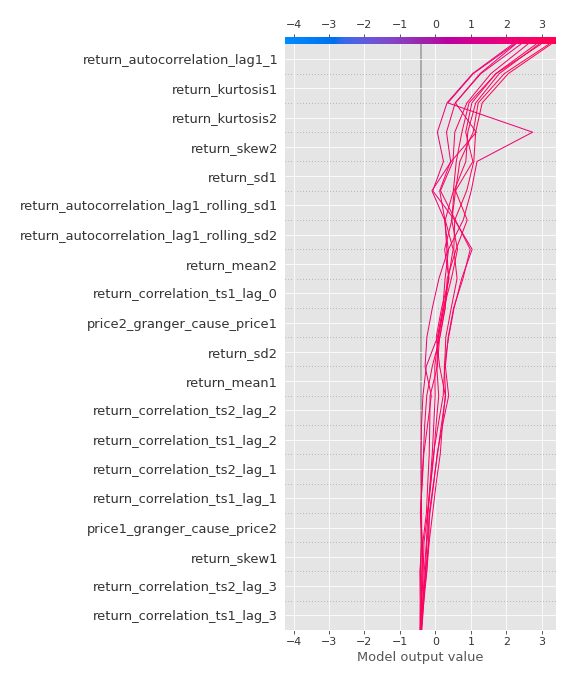 −4 −3 −2 −1 0 1 2 3
return_autocorrelation_lag1_1
return_kurtosis1
return_kurtosis2
return_skew2
return_sd1
return_autocorrelation_lag1_rolling_sd1
return_autocorrelation_lag1_rolling_sd2
return_mean2
return_correlation_ts1_lag_0
price2_granger_cause_price1
return_sd2
return_mean1
return_correlation_ts2_lag_2
return_correlation_ts1_lag_2
return_correlation_ts2_lag_1
return_correlation_ts1_lag_1
price1_granger_cause_price2
return_skew1
return_correlation_ts2_lag_3
return_correlation_ts1_lag_3
−4 −3 −2 −1 0 1 2 3
Model output value